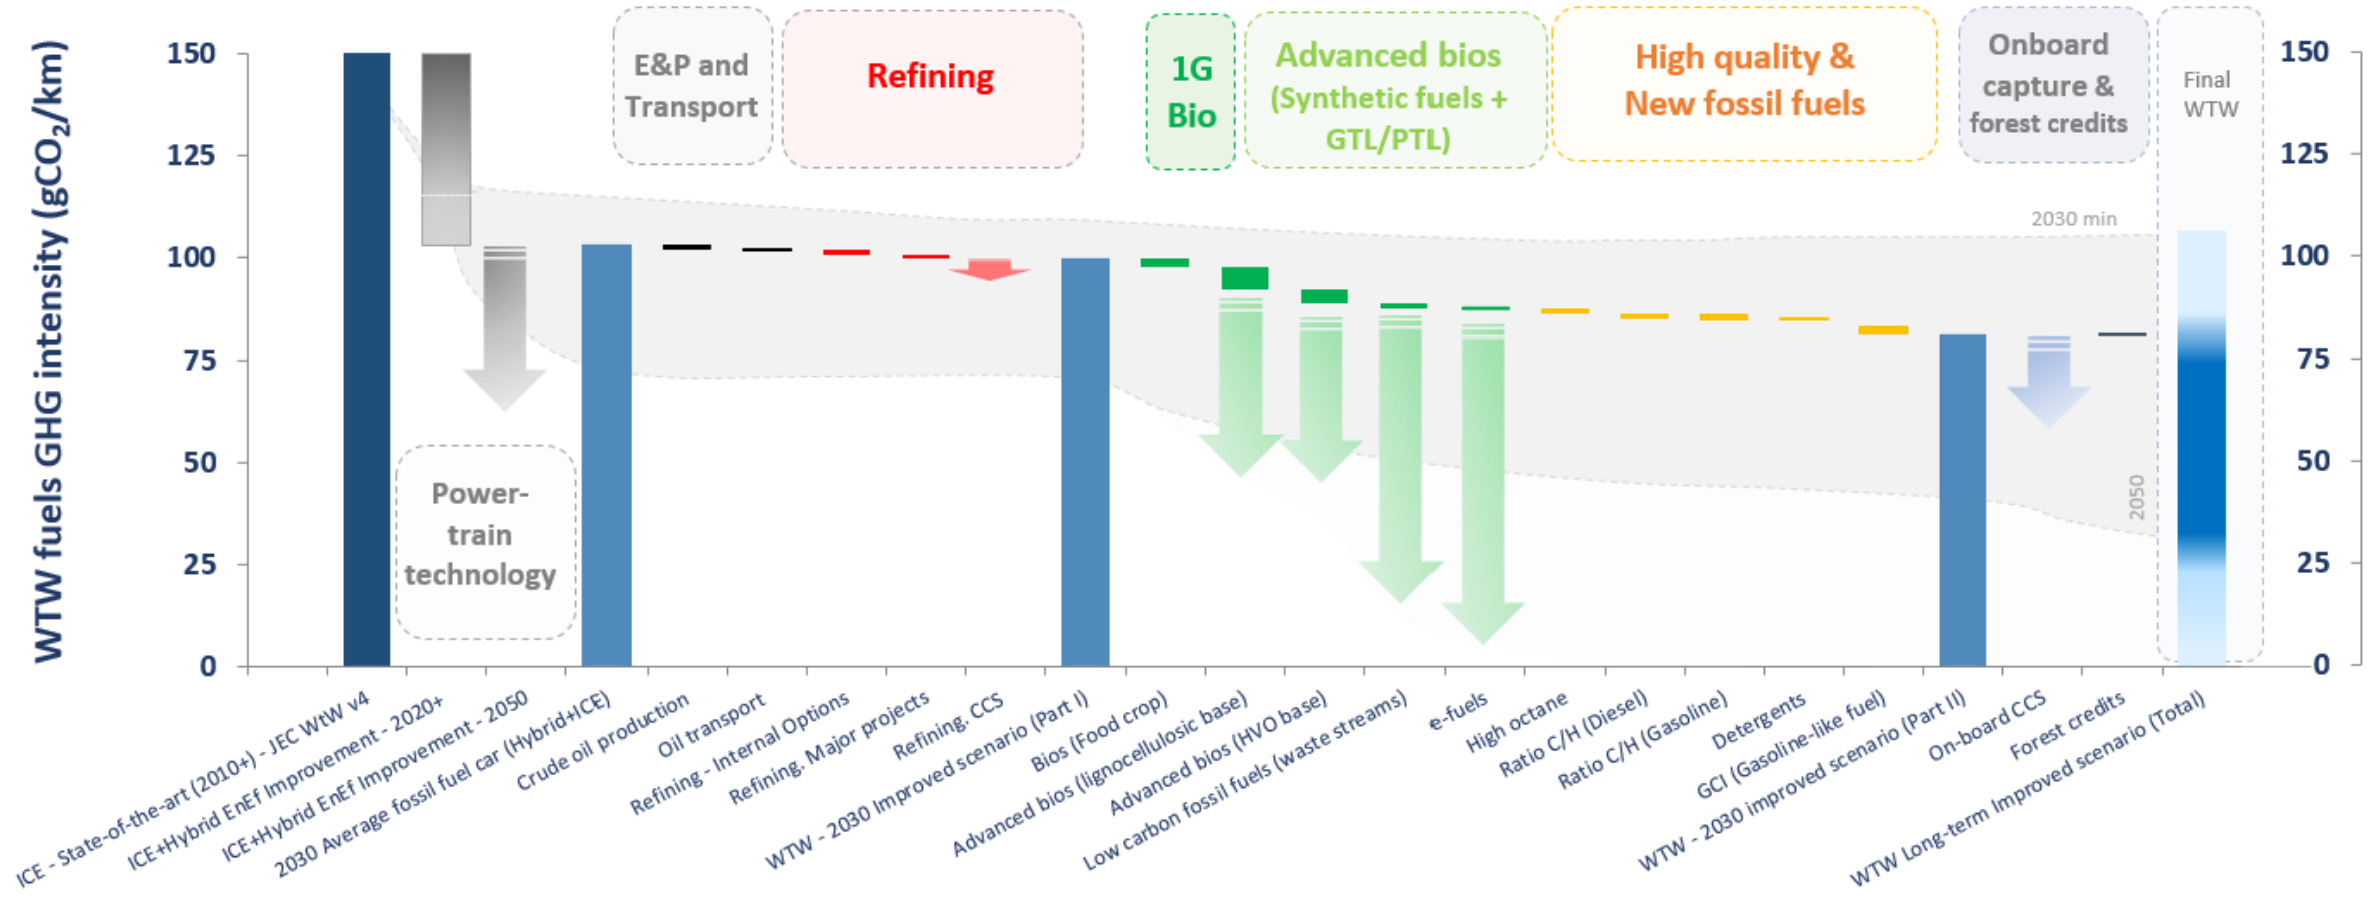 WTW fuels GHG intensity (gCO₂/km)
150
125
100
75
50
25
0
E&P and
Transport
Refining
1G
Bio
Advanced bios
(Synthetic fuels +
GTL/PTL)
High quality &
New fossil fuels
Onboard
capture &
forest credits
Final
WTW
150
125
100
75
50
25
0
2030 min
2050
Power-
train
technology
ICE - State-of-the-art (2010+) - JEC WtW v4
ICE+Hybrid EnEf Improvement - 2020+
ICE+Hybrid EnEf Improvement - 2050
2030 Average fossil fuel car (Hybrid+ICE)
Crude oil production
Oil transport
Refining - Internal Options
Refining. Major projects
Refining. CCS
WTW - 2030 Improved scenario (Part I)
Bios (Food crop)
Advanced bios (lignocellulosic base)
Advanced bios (HVO base)
Low carbon fossil fuels (waste streams)
e-fuels
High octane
Ratio C/H (Diesel)
Ratio C/H (Gasoline)
Detergents
GCI (Gasoline-like fuel)
WTW - 2030 improved scenario (Part II)
On-board CCS
Forest credits
WTW Long-term Improved scenario (Total)